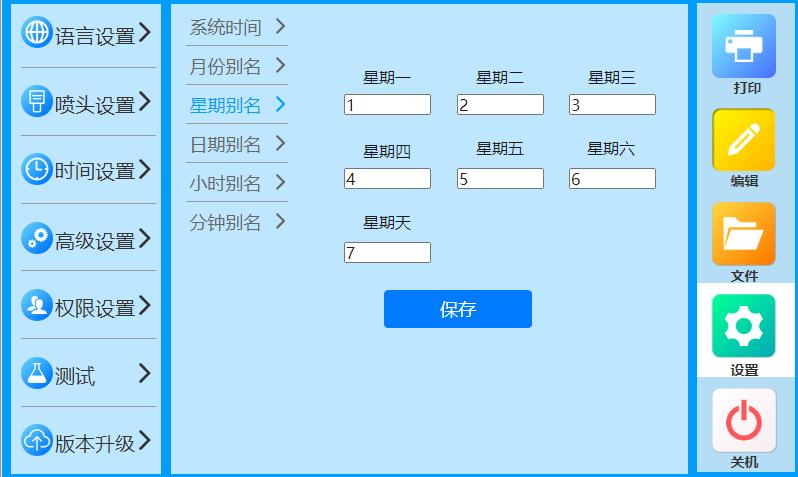 语言设置
喷头设置
时间设置
高级设置
权限设置
测试
版本升级
系统时间
月份别名
星期别名
日期别名
小时别名
分钟别名
星期一 星期二 星期三
1 2 3
星期四 星期五 星期六
4 5 6
星期天
7
保存
打印
编辑
文件
设置
关机